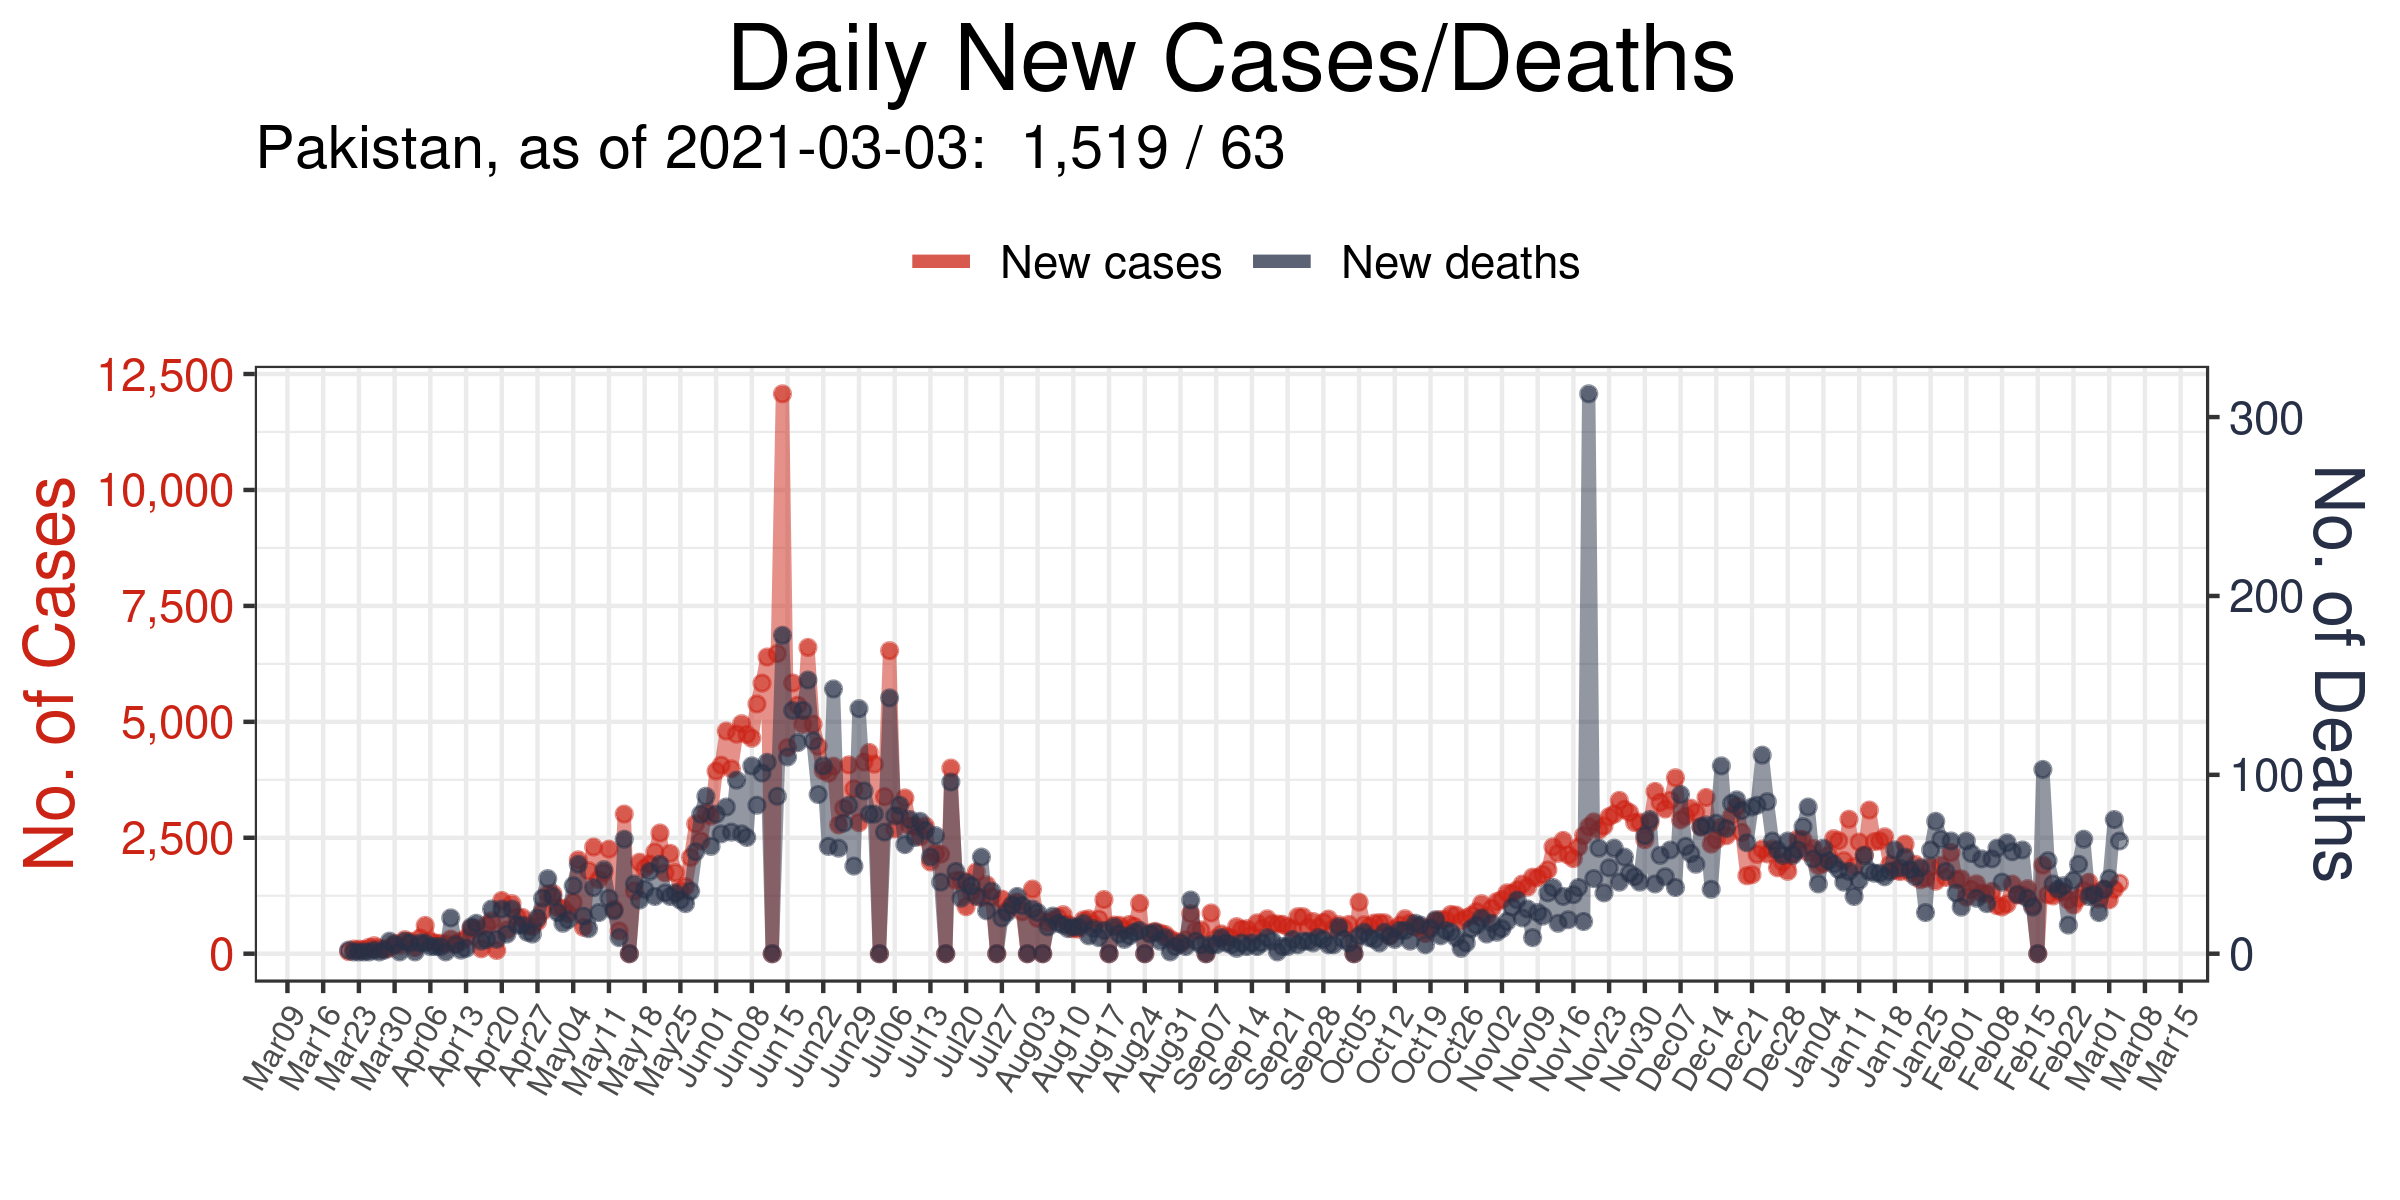 Daily New Cases/Deaths
Pakistan, as of 2021-03-03: 1,519 / 63
New cases New deaths
No. of Cases
12,500
10,000
7,500
5,000
2,500
0
300
200
100
0
No. of Deaths
Mar09 Mar16 Mar23 Mar30 Apr06 Apr13 Apr20 Apr27 May04 May11 May18 May25 Jun01 Jun08 Jun15 Jun22 Jun29 Jul06 Jul13 Jul20 Jul27 Aug03 Aug10 Aug17 Aug24 Aug31 Sep07 Sep14 Sep21 Sep28 Oct05 Oct12 Oct19 Oct26 Nov02 Nov09 Nov16 Nov23 Nov30 Dec07 Dec14 Dec21 Dec28 Jan04 Jan11 Jan18 Jan25 Feb01 Feb08 Feb15 Feb22 Mar01 Mar08 Mar15